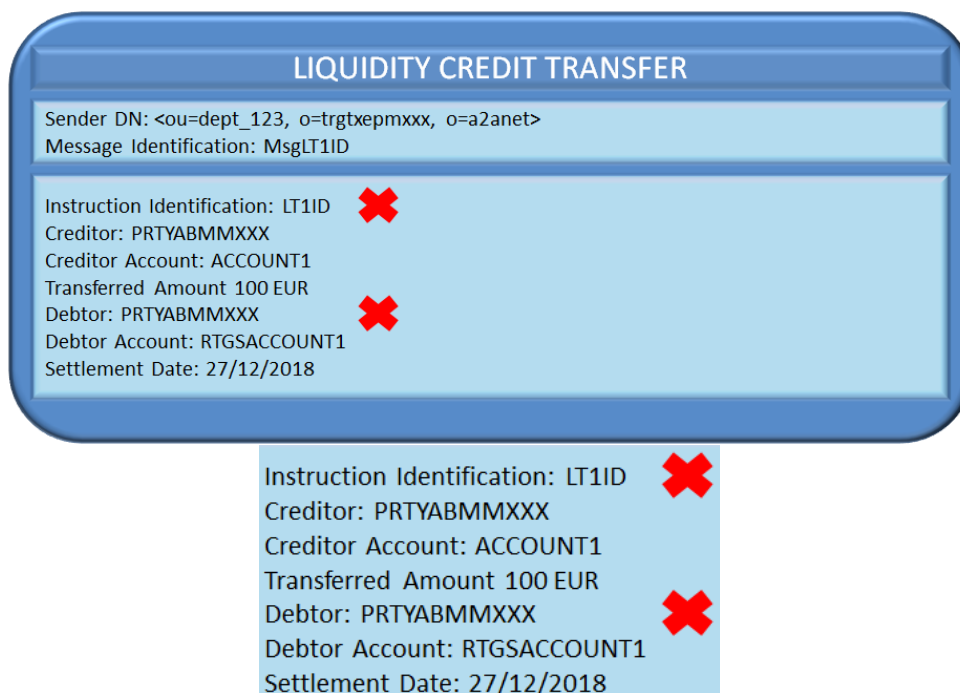 LIQUIDITY CREDIT TRANSFER
Sender DN: <ou=dept_123, o=trgtxepmxxx, o=a2anet>
Message Identification: MsgLT1ID
Instruction Identification: LT1ID
Creditor: PRTYABMMXXX
Creditor Account: ACCOUNT1
Transferred Amount 100 EUR
Debtor: PRTYABMMXXX
Debtor Account: RTGSACCOUNT1
Settlement Date: 27/12/2018
Instruction Identification: LT1ID
Creditor: PRTYABMMXXX
Creditor Account: ACCOUNT1
Transferred Amount 100 EUR
Debtor: PRTYABMMXXX
Debtor Account: RTGSACCOUNT1
Settlement Date: 27/12/2018